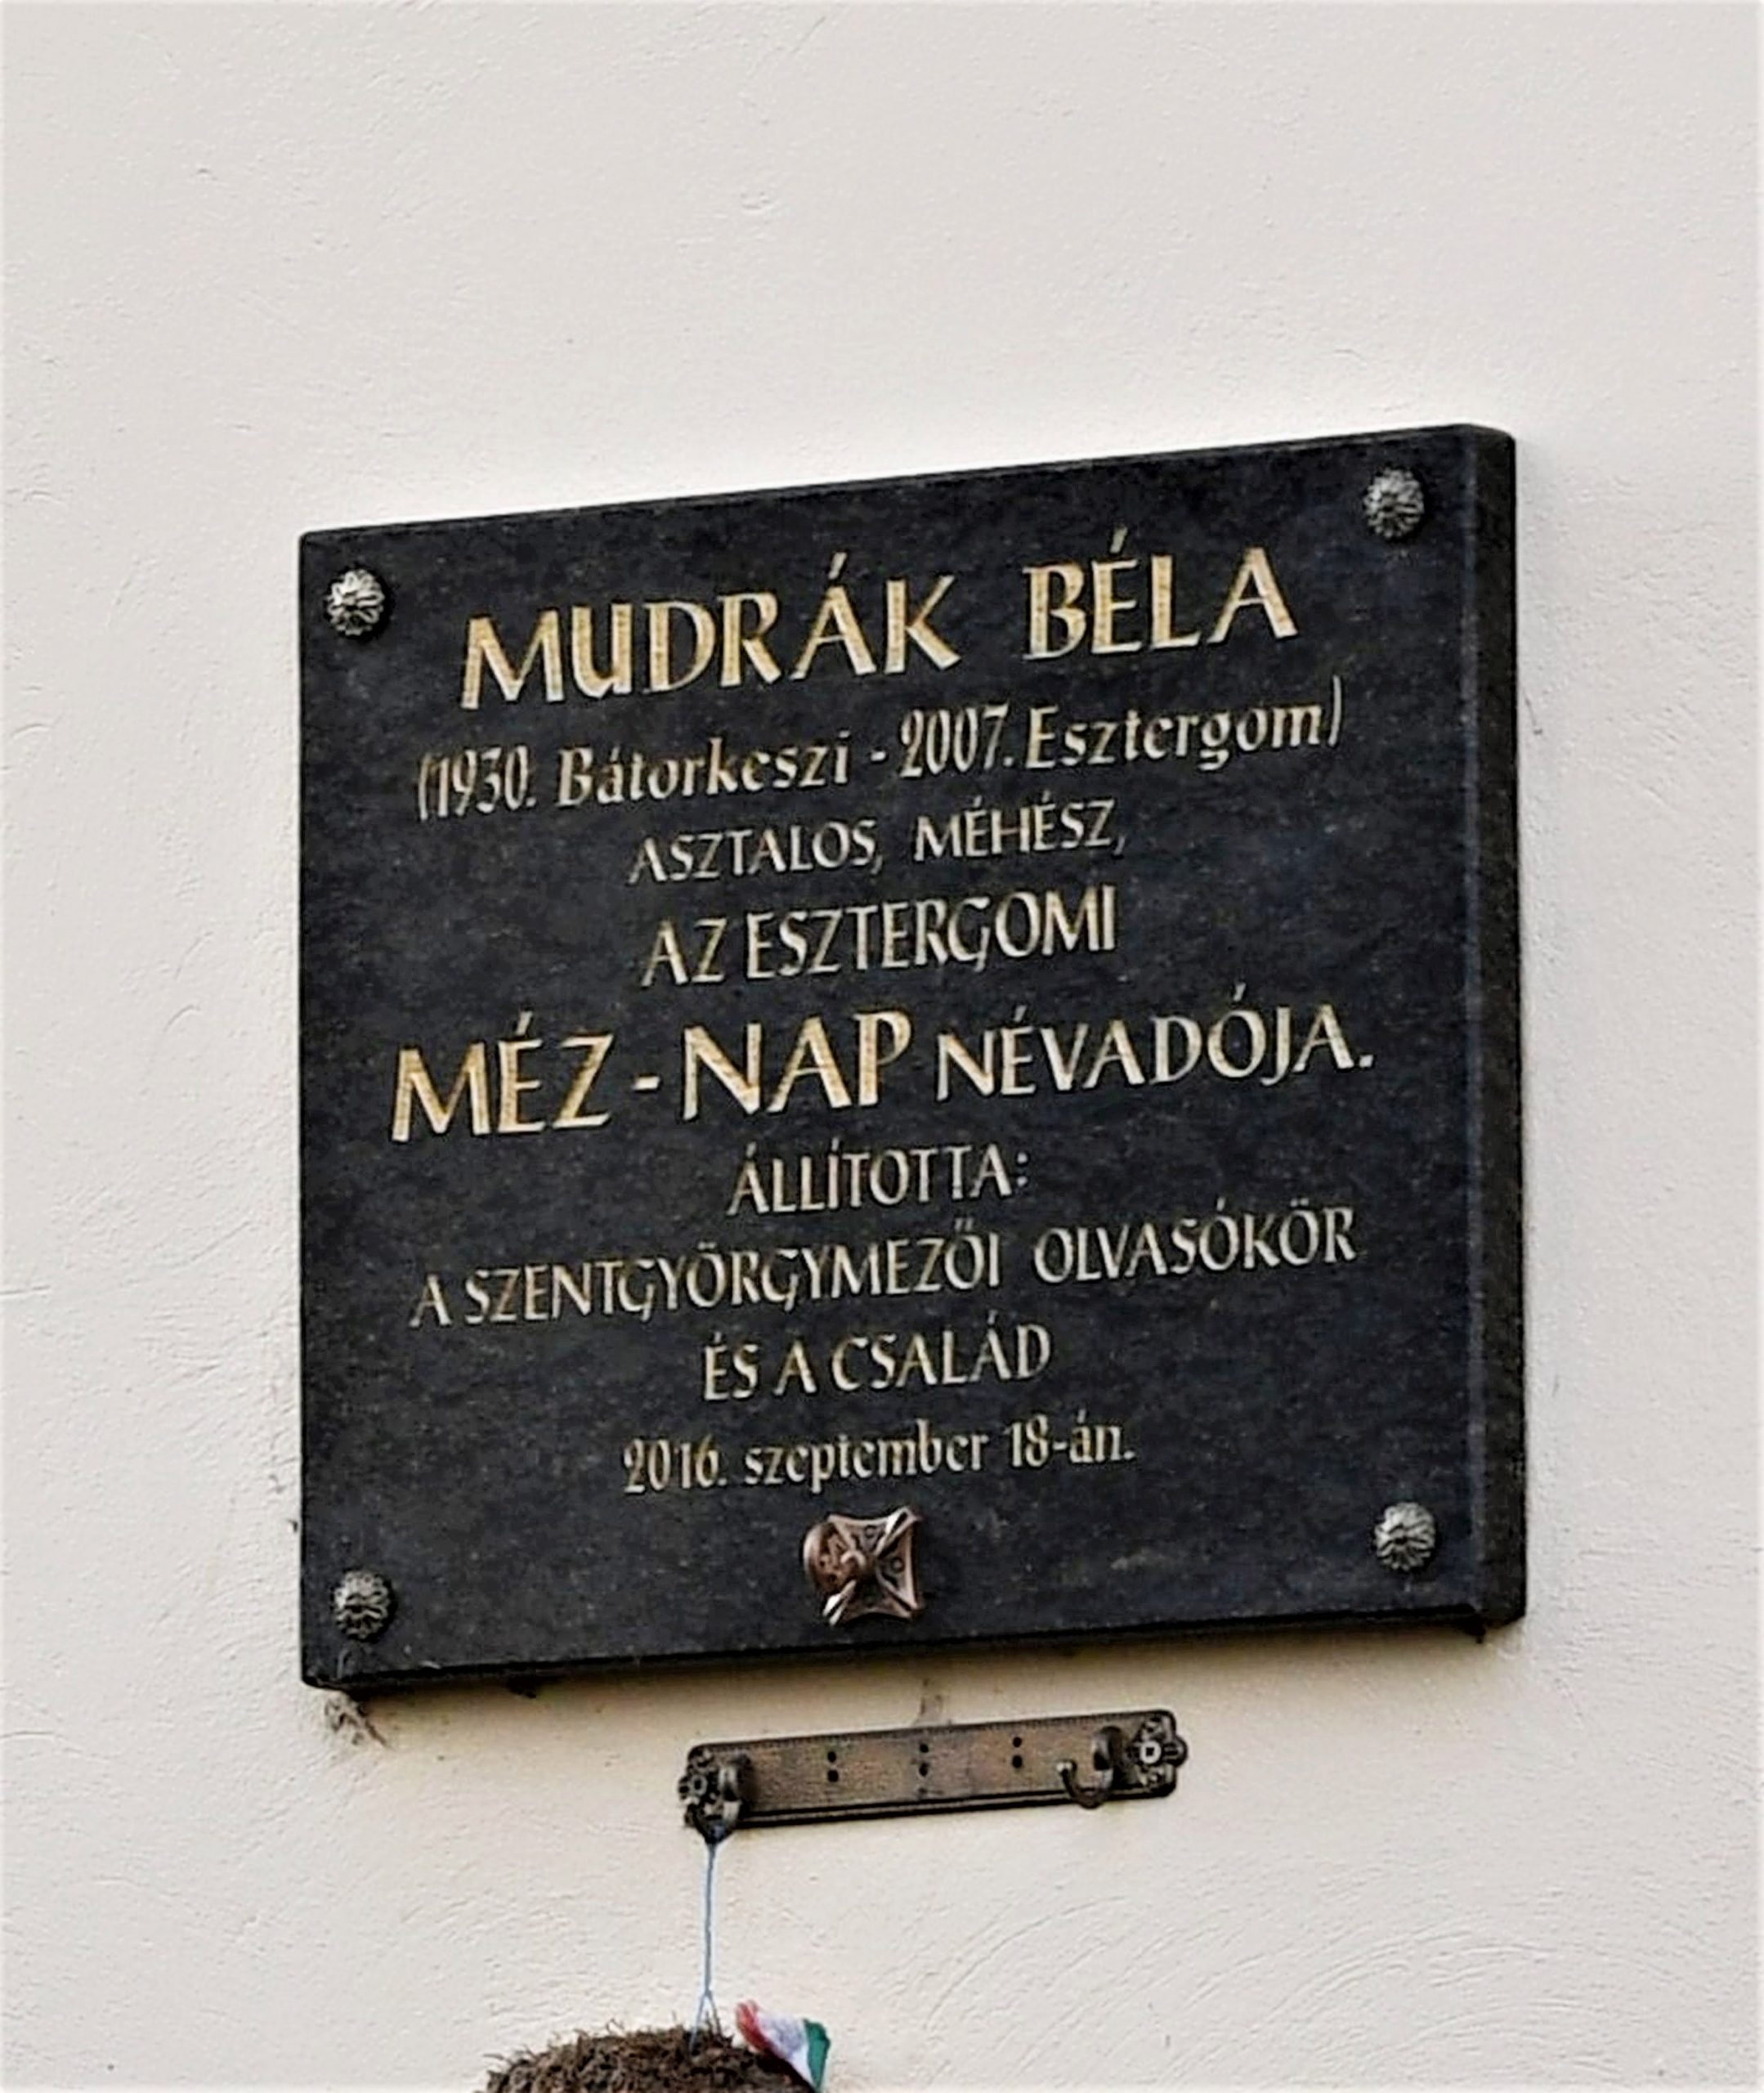 MUDRÁK BÉLA
(1930. Bátorkeszi - 2007. Esztergom)
ASZTALOS, MÉHÉSZ,
AZ ESZTERGOMI
MÉZ - NAP NÉVADÓJA.
ÁLLÍTOTTA:
A SZENTGYÖRGYMEZŐI OLVASÓKÖR
ÉS A CSALÁD
2016. szeptember 18-án.